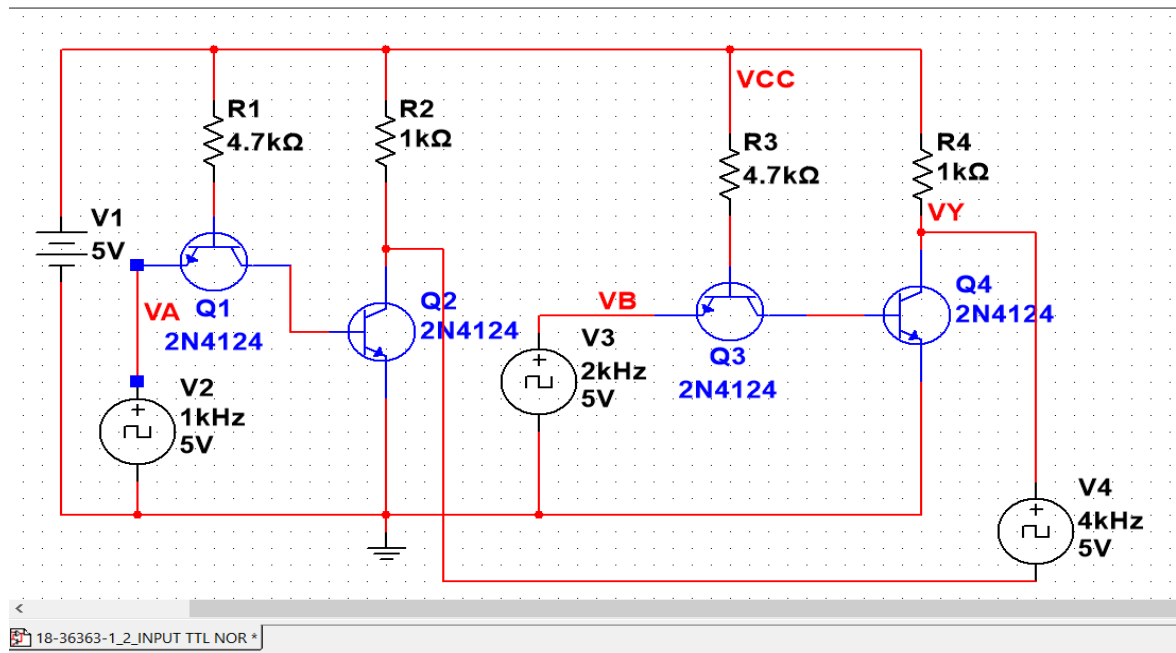 VCC
R1
4.7kΩ
R2
1kΩ
R3
4.7kΩ
R4
1kΩ
V1
5V
VY
VA
Q1
2N4124
Q2
2N4124
VB
V3
2kHz
5V
Q3
2N4124
Q4
2N4124
V2
1kHz
5V
V4
4kHz
5V
<
18-36363-1_2_INPUT TTL NOR *